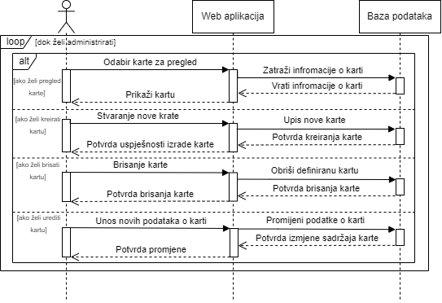 Web aplikacija
Baza podataka
loop
[dok želi administrirati]
alt
Odabir karte za pregled
Zatraži infromacije o karti
[ako želi pregled
karte]
Vrati infromacije o karti
Prikaži kartu
Stvaranje nove krate
Upis nove karte
[ako želi kreirati
kartu]
Potvrda kreiranja karte
Potvrda uspješnosti izrade karte
Brisanje karte
Obriši definiranu kartu
[ako želi brisati
kartu]
Potvrda brisanja karte
Potvrda brisanja karte
Unos novih podataka o karti
Promijeni podatke o karti
[ako želi urediti
kartu]
Potvrda izmjene sadržaja karte
Potvrda promjene